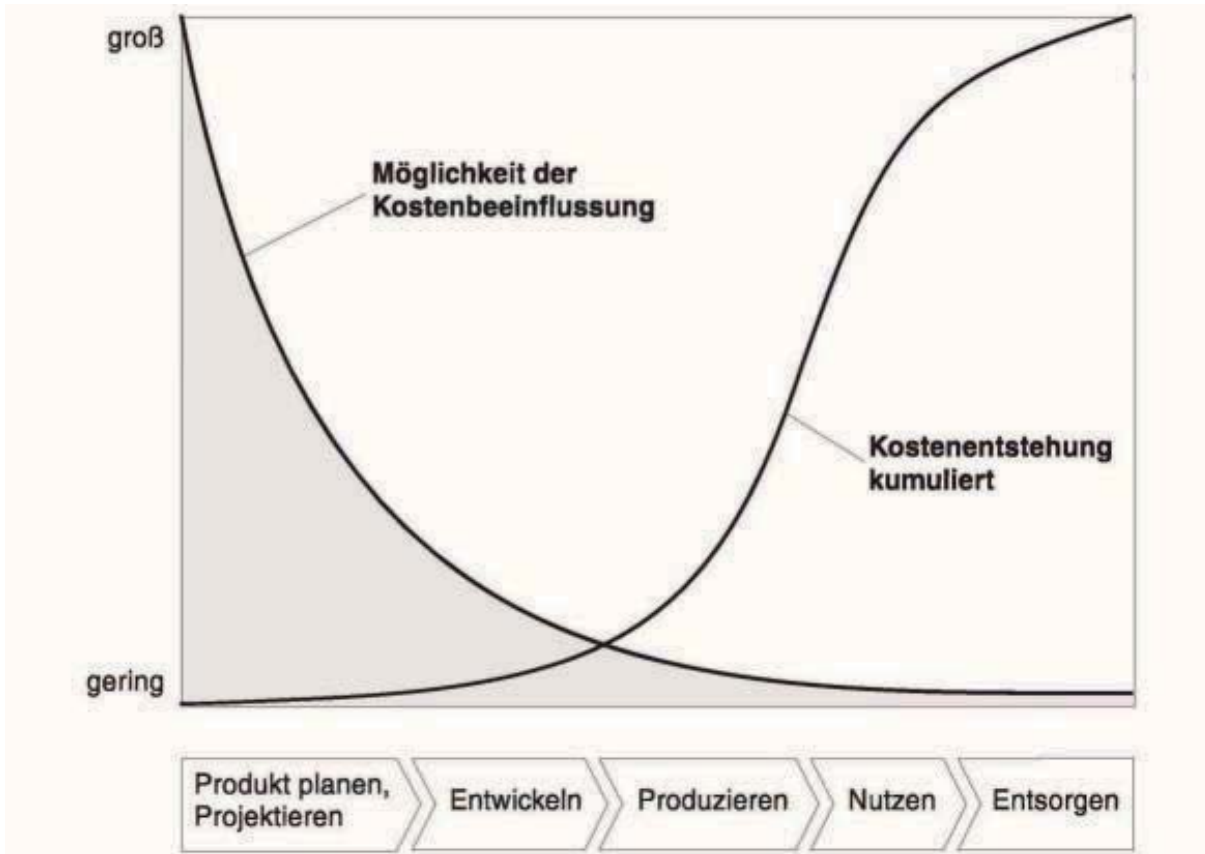 groß
Möglichkeit der
Kostenbeeinflussung
Kostenentstehung
kumuliert
gering
Produkt planen,
Projektieren
Entwickeln
Produzieren
Nutzen
Entsorgen